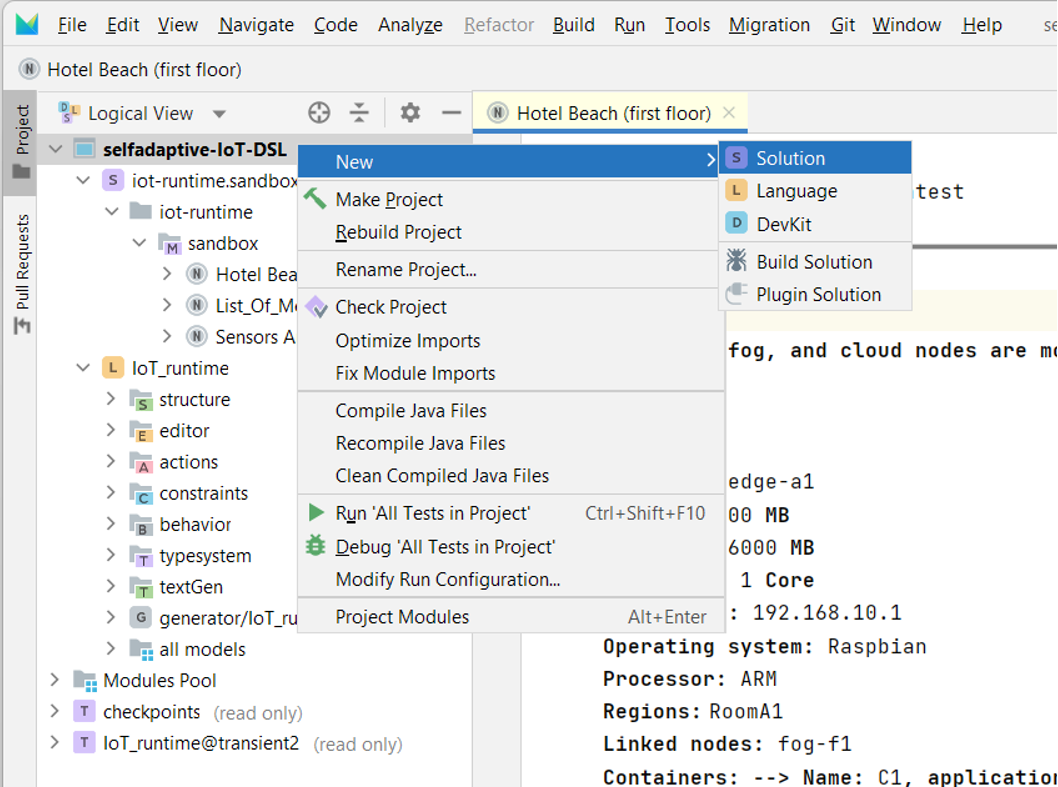 File Edit View Navigate Code Analyze Refactor Build Run Tools Migration Git Window Help
N Hotel Beach (first floor)
Project
Pull Requests
D L S Logical View
N Hotel Beach (first floor)
selfadaptive-IoT-DSL
S iot-runtime.sandbox
iot-runtime
M sandbox
N Hotel Bea
N List_Of_M
N Sensors A
L IoT_runtime
S structure
E editor
A actions
C constraints
B behavior
T typesystem
T textGen
G generator/IoT_ru
all models
Modules Pool
T checkpoints (read only)
T IoT_runtime@transient2 (read only)
New
Make Project
Rebuild Project
Rename Project...
Check Project
Optimize Imports
Fix Module Imports
Compile Java Files
Recompile Java Files
Clean Compiled Java Files
Run 'All Tests in Project' Ctrl+Shift+F10
Debug 'All Tests in Project'
Modify Run Configuration...
Project Modules Alt+Enter
S Solution
L Language
D DevKit
Build Solution
Plugin Solution
test
fog, and cloud nodes are mo
edge-a1
00 MB
6000 MB
1 Core
: 192.168.10.1
Operating system: Raspbian
Processor: ARM
Regions: RoomA1
Linked nodes: fog-f1
Containers: --> Name: C1, application